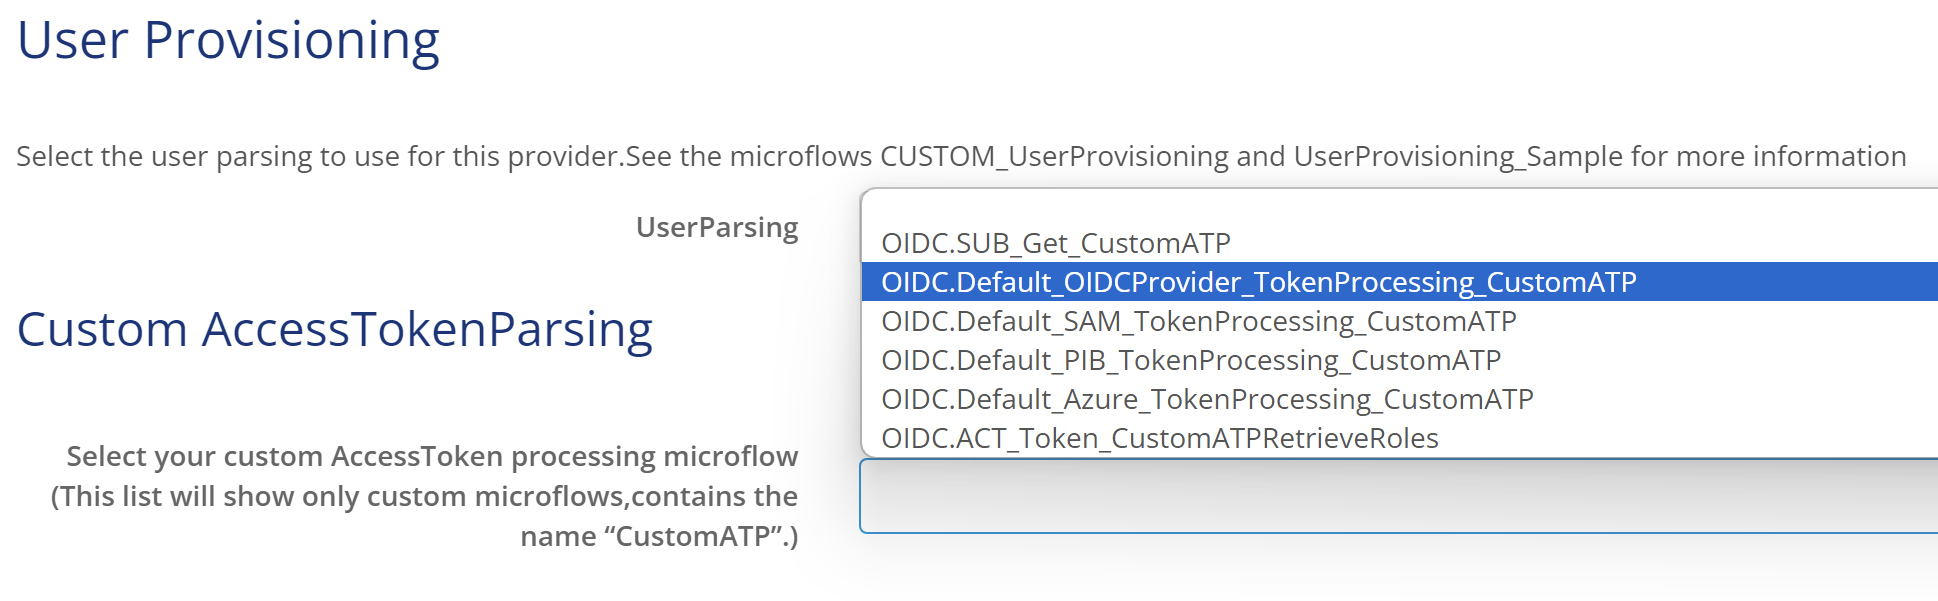 User Provisioning
Select the user parsing to use for this provider.See the microflows CUSTOM_UserProvisioning and UserProvisioning_Sample for more information
UserParsing
OIDC.SUB_Get_CustomATP
OIDC.Default_OIDCProvider_TokenProcessing_CustomATP
OIDC.Default_SAM_TokenProcessing_CustomATP
OIDC.Default_PIB_TokenProcessing_CustomATP
OIDC.Default_Azure_TokenProcessing_CustomATP
OIDC.ACT_Token_CustomATPRetrieveRoles
Custom AccessTokenParsing
Select your custom AccessToken processing microflow
(This list will show only custom microflows,contains the
name “CustomATP”.)